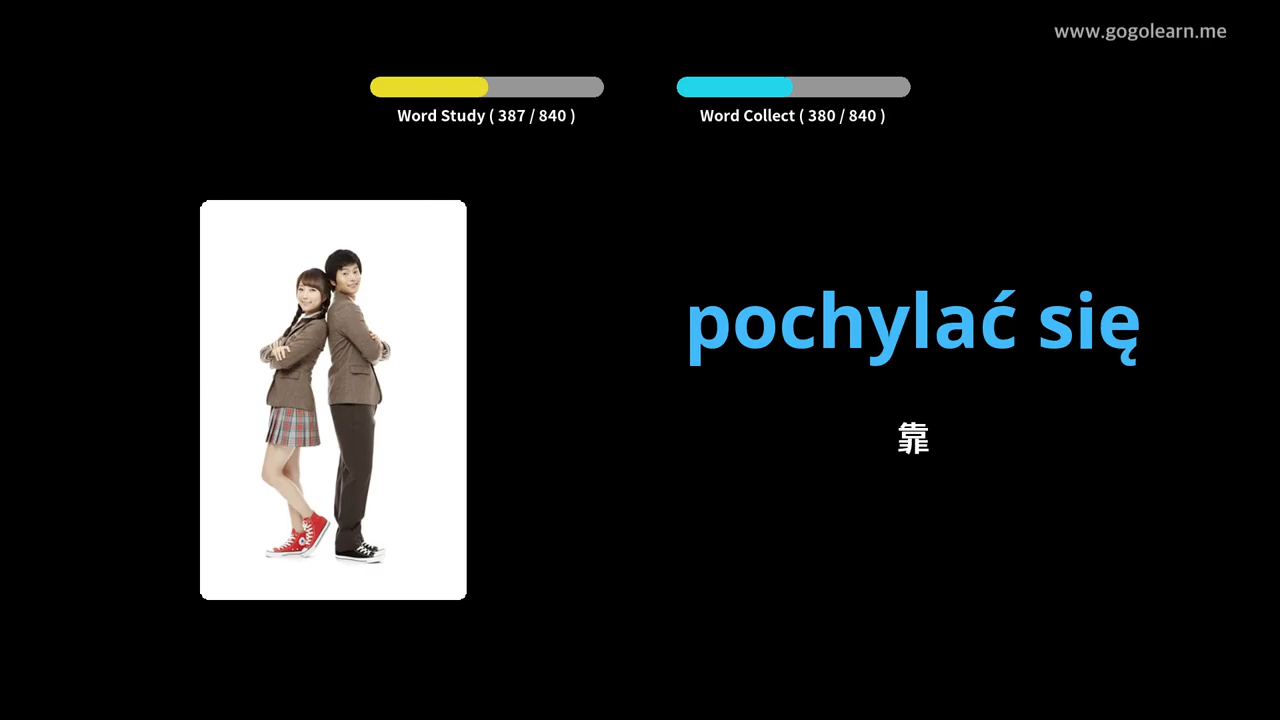 www.gogolearn.me
Word Study ( 387 / 840 )
Word Collect ( 380 / 840 )
pochylać się
靠